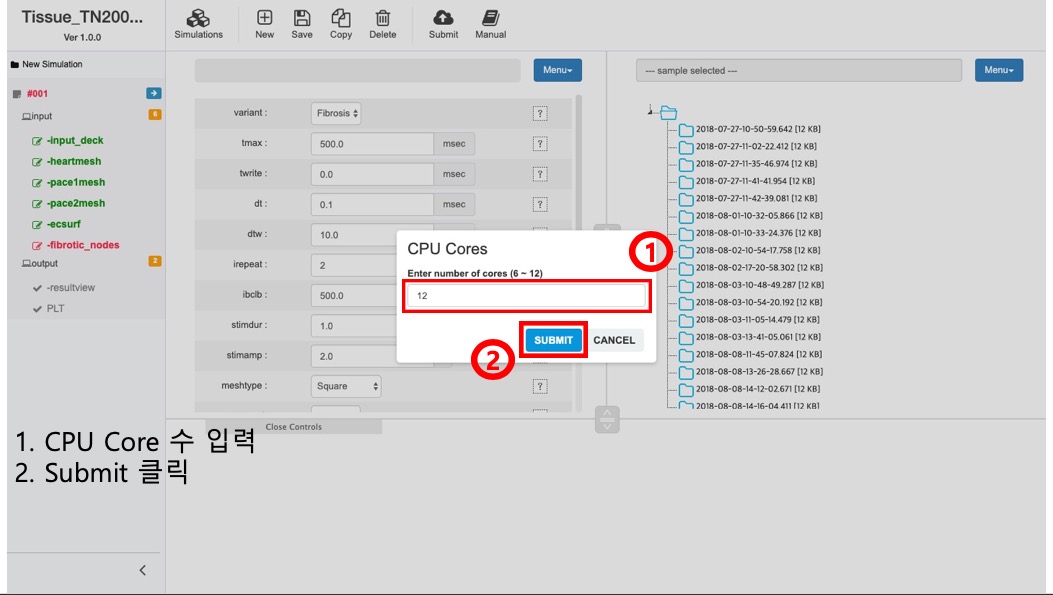 Tissue_TN200...
Ver 1.0.0
Simulations
New
Save
Copy
Delete
Submit
Manual
New Simulation
#001
input
6
-input_deck
-heartmesh
-pace1mesh
-pace2mesh
-ecsurf
-fibrotic_nodes
output
2
-resultview
PLT
Menu
variant :
Fibrosis
?
tmax :
500.0
msec
?
twrite :
0.0
msec
?
dt :
0.1
msec
?
dtw :
10.0
irepeat :
2
ibclb :
500.0
stimdur :
1.0
stimamp :
2.0
meshtype :
Square
?
Close Controls
CPU Cores
Enter number of cores (6 ~ 12)
12
SUBMIT
CANCEL
1
2
--- sample selected ---
Menu
2018-07-27-10-50-59.642 [12 KB]
2018-07-27-11-02-22.412 [12 KB]
2018-07-27-11-35-46.974 [12 KB]
2018-07-27-11-41-41.954 [12 KB]
2018-07-27-11-42-39.081 [12 KB]
2018-08-01-10-32-05.866 [12 KB]
2018-08-01-10-33-24.376 [12 KB]
2018-08-02-10-54-17.758 [12 KB]
2018-08-02-17-20-58.302 [12 KB]
2018-08-03-10-48-49.287 [12 KB]
2018-08-03-10-54-20.192 [12 KB]
2018-08-03-11-05-14.479 [12 KB]
2018-08-03-13-41-05.061 [12 KB]
2018-08-08-11-45-07.824 [12 KB]
2018-08-08-13-26-28.667 [12 KB]
2018-08-08-14-12-02.671 [12 KB]
2018-08-08-14-16-04.411 [12 KB]
1. CPU Core 수 입력
2. Submit 클릭